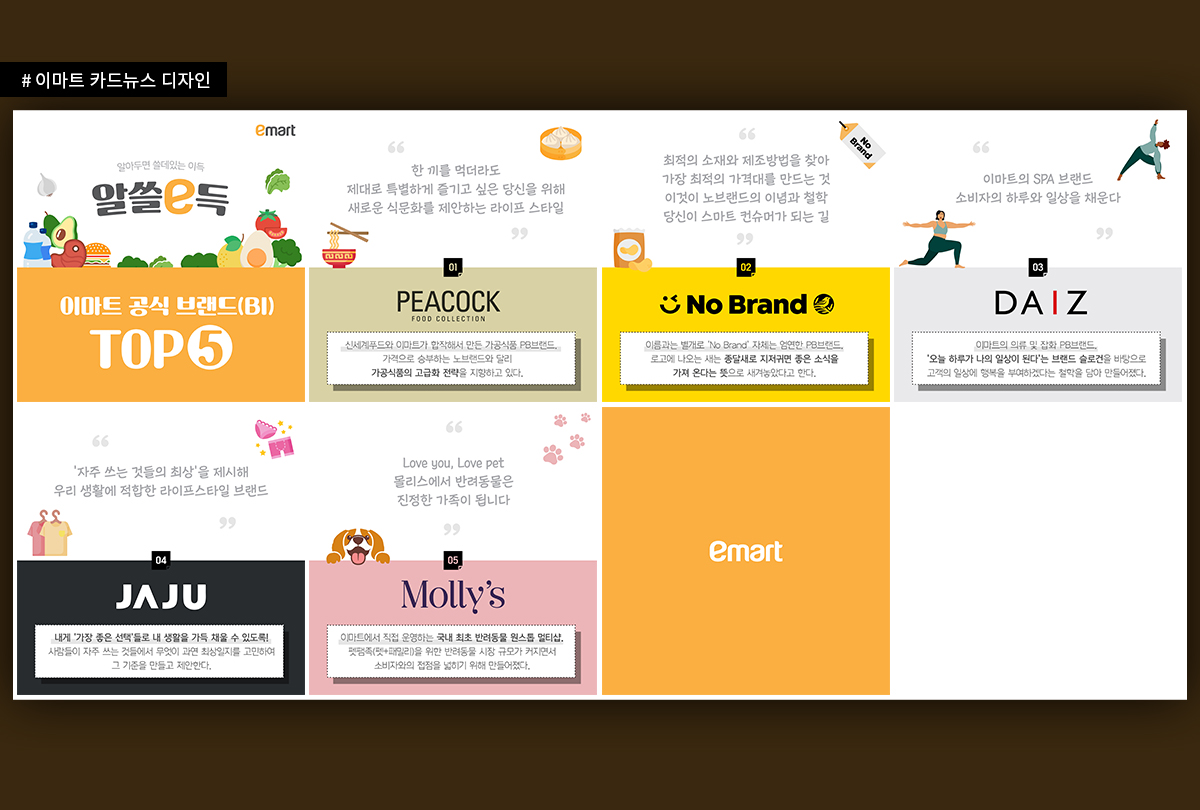 # 이마트 카드뉴스 디자인
emart
알아두면 쓸데있는 이득
알쓸e득
이마트 공식 브랜드(BI)
TOP 5
“
한 끼를 먹더라도
제대로 특별하게 즐기고 싶은 당신을 위해
새로운 식문화를 제안하는 라이프 스타일
”
01
PEACOCK
FOOD COLLECTION
신세계푸드와 이마트가 합작해서 만든 가공식품 PB브랜드.
가격으로 승부하는 노브랜드와 달리
가공식품의 고급화 전략을 지향하고 있다.
“
No
Brand
최적의 소재와 제조방법을 찾아
가장 최적의 가격대를 만드는 것
이것이 노브랜드의 이념과 철학
당신이 스마트 컨슈머가 되는 길
”
02
No Brand
이름과는 별개로 'No Brand' 자체는 엄연한 PB브랜드.
로고에 나오는 새는 종달새로 지저귀면 좋은 소식을
가져 온다는 뜻으로 새겨놓았다고 한다.
“
이마트의 SPA 브랜드
소비자의 하루와 일상을 채운다
”
03
DAIZ
이마트의 의류 및 잡화 PB브랜드.
'오늘 하루가 나의 일상이 된다'는 브랜드 슬로건을 바탕으로
고객의 일상에 행복을 부여하겠다는 철학을 담아 만들어졌다.
“
'자주 쓰는 것들의 최상'을 제시해
우리 생활에 적합한 라이프스타일 브랜드
”
04
JAJU
내게 '가장 좋은 선택'들로 내 생활을 가득 채울 수 있도록!
사람들이 자주 쓰는 것들에서 무엇이 과연 최상일지를 고민하여
그 기준을 만들고 제안한다.
“
Love you, Love pet
몰리스에서 반려동물은
진정한 가족이 됩니다
”
05
Molly's
이마트에서 직접 운영하는 국내 최초 반려동물 원스톱 멀티샵.
펫팸족(펫+패밀리)을 위한 반려동물 시장 규모가 커지면서
소비자와의 접점을 넓히기 위해 만들어졌다.
emart